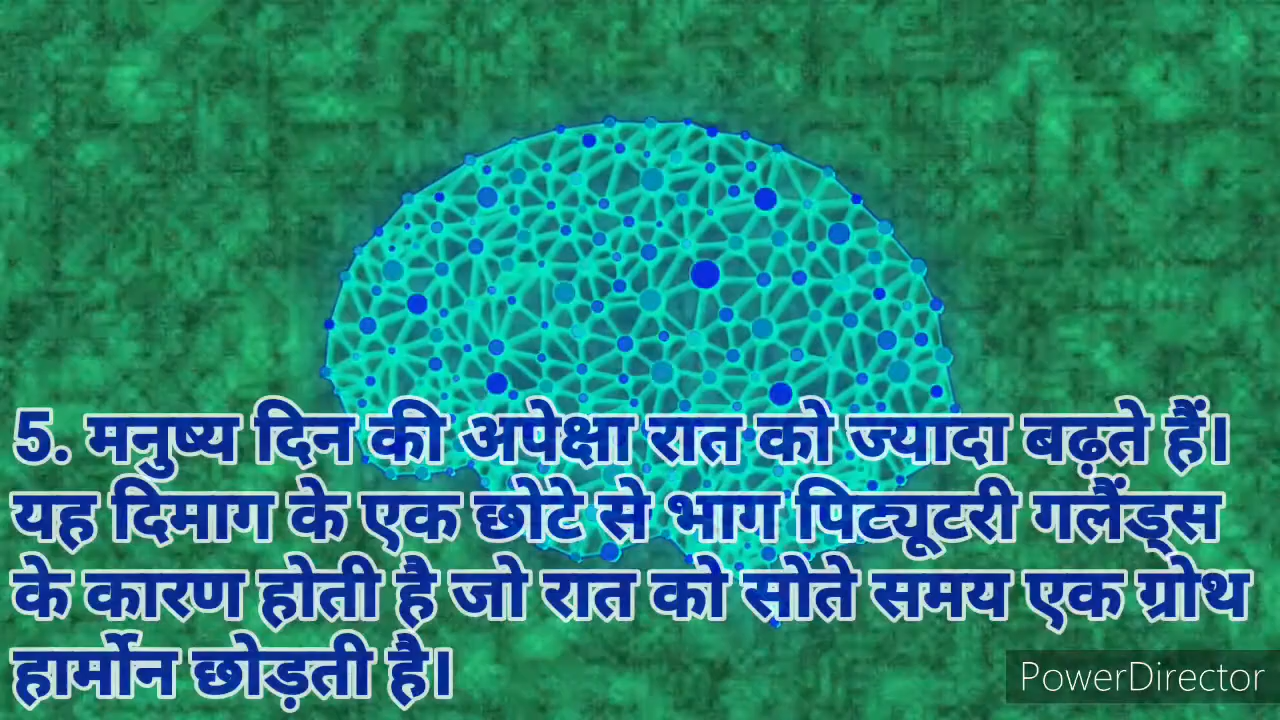 5. मनुष्य दिन की अपेक्षा रात को ज्यादा बढ़ते हैं।
यह दिमाग के एक छोटे से भाग पिट्यूटरी गलैंड्स
के कारण होती है जो रात को सोते समय एक ग्रोथ
हार्मोन छोड़ती है।
PowerDirector